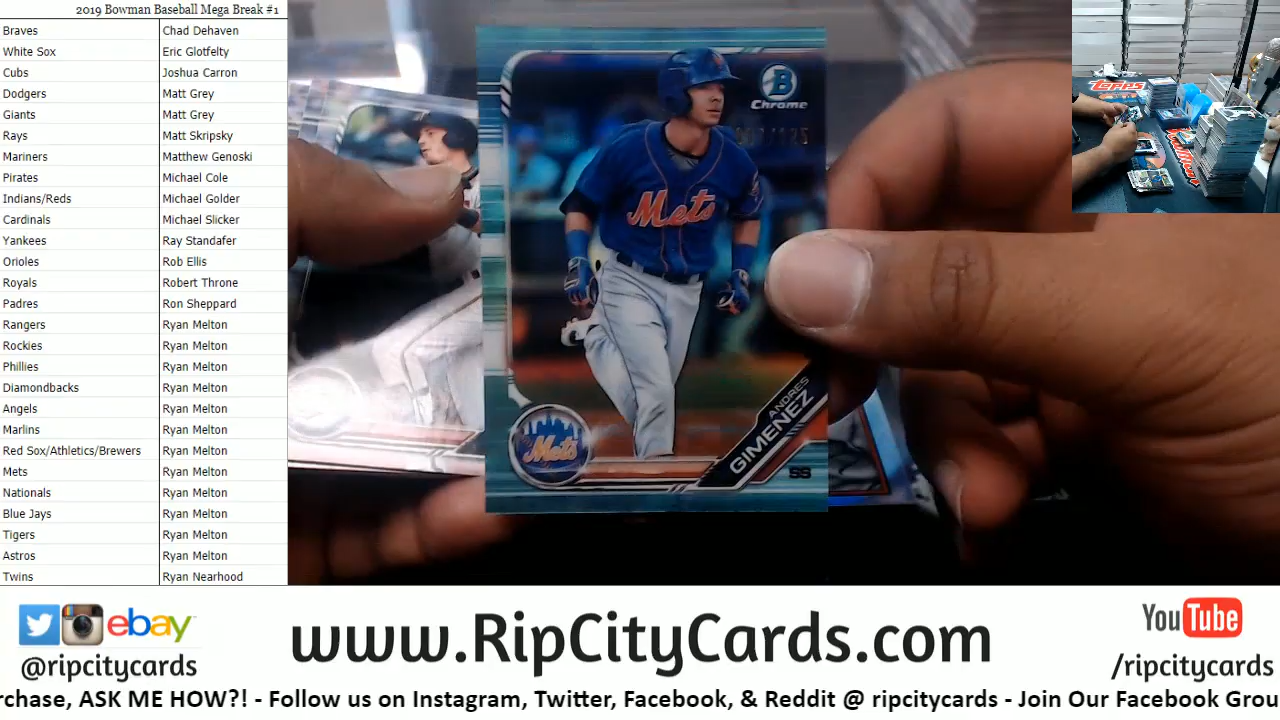 2019 Bowman Baseball Mega Break #1
Braves Chad Dehaven
White Sox Eric Glotfelty
Cubs Joshua Carron
Dodgers Matt Grey
Giants Matt Grey
Rays Matt Skripsky
Mariners Matthew Genoski
Pirates Michael Cole
Indians/Reds Michael Golder
Cardinals Michael Slicker
Yankees Ray Standafer
Orioles Rob Ellis
Royals Robert Throne
Padres Ron Sheppard
Rangers Ryan Melton
Rockies Ryan Melton
Phillies Ryan Melton
Diamondbacks Ryan Melton
Angels Ryan Melton
Marlins Ryan Melton
Red Sox/Athletics/Brewers Ryan Melton
Mets Ryan Melton
Nationals Ryan Melton
Blue Jays Ryan Melton
Tigers Ryan Melton
Astros Ryan Melton
Twins Ryan Nearhood
B
Chrome
Mets
ANDRES
GIMENEZ
Mets
SS
Topps
ebay
@ripcitycards
www.RipCityCards.com
YouTube
/ripcitycards
rchase, ASK ME HOW?! - Follow us on Instagram, Twitter, Facebook, & Reddit @ ripcitycards - Join Our Facebook Grou